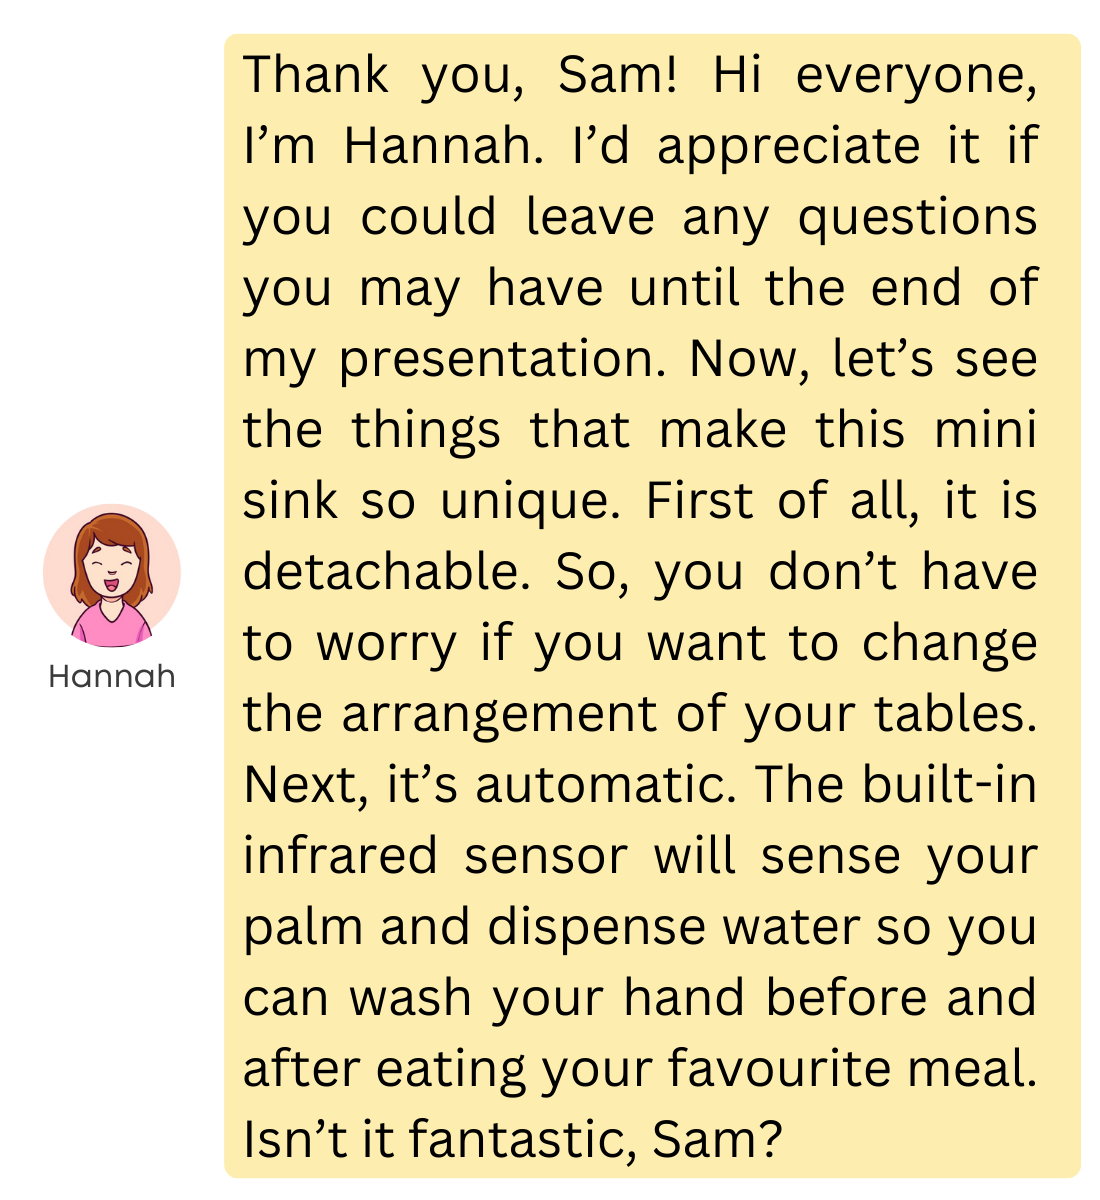 Thank you, Sam! Hi everyone,
I’m Hannah. I’d appreciate it if
you could leave any questions
you may have until the end of
my presentation. Now, let’s see
the things that make this mini
sink so unique. First of all, it is
detachable. So, you don’t have
to worry if you want to change
the arrangement of your tables.
Next, it’s automatic. The built-in
infrared sensor will sense your
palm and dispense water so you
can wash your hand before and
after eating your favourite meal.
Isn’t it fantastic, Sam?
Hannah